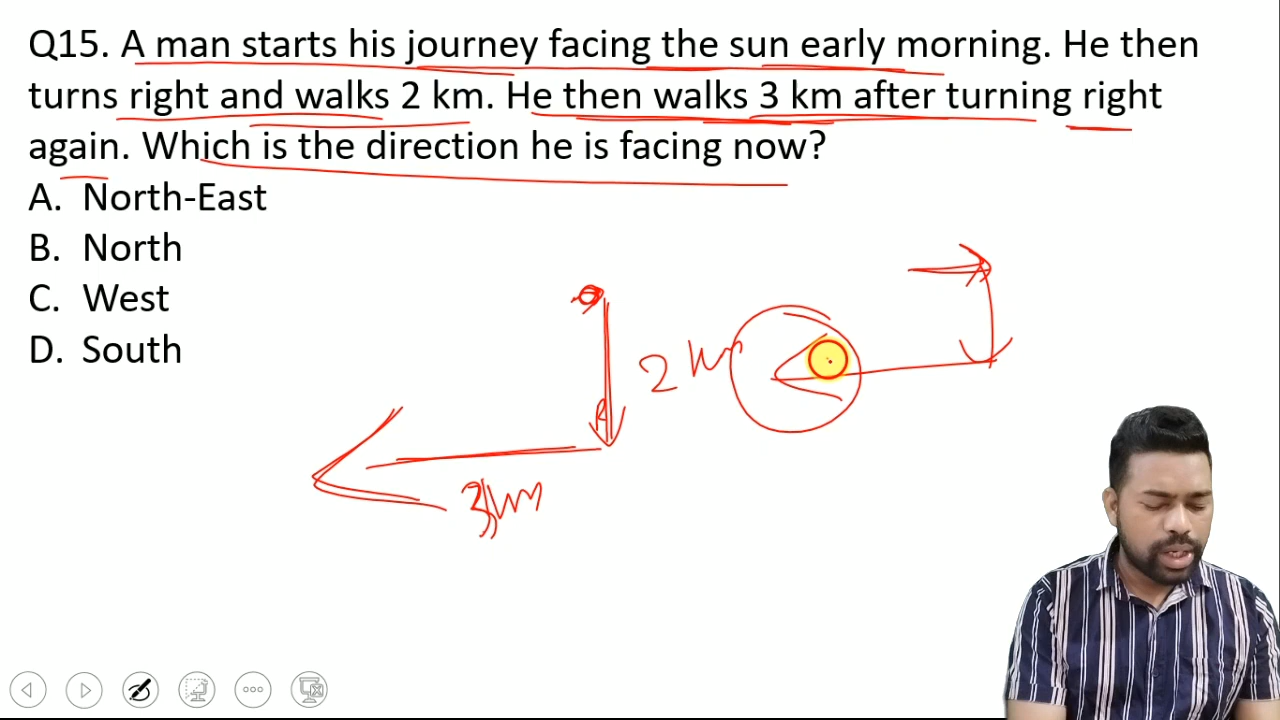 Q15. A man starts his journey facing the sun early morning. He then
turns right and walks 2 km. He then walks 3 km after turning right
again. Which is the direction he is facing now?
A. North-East
B. North
C. West
D. South
2 km
3km